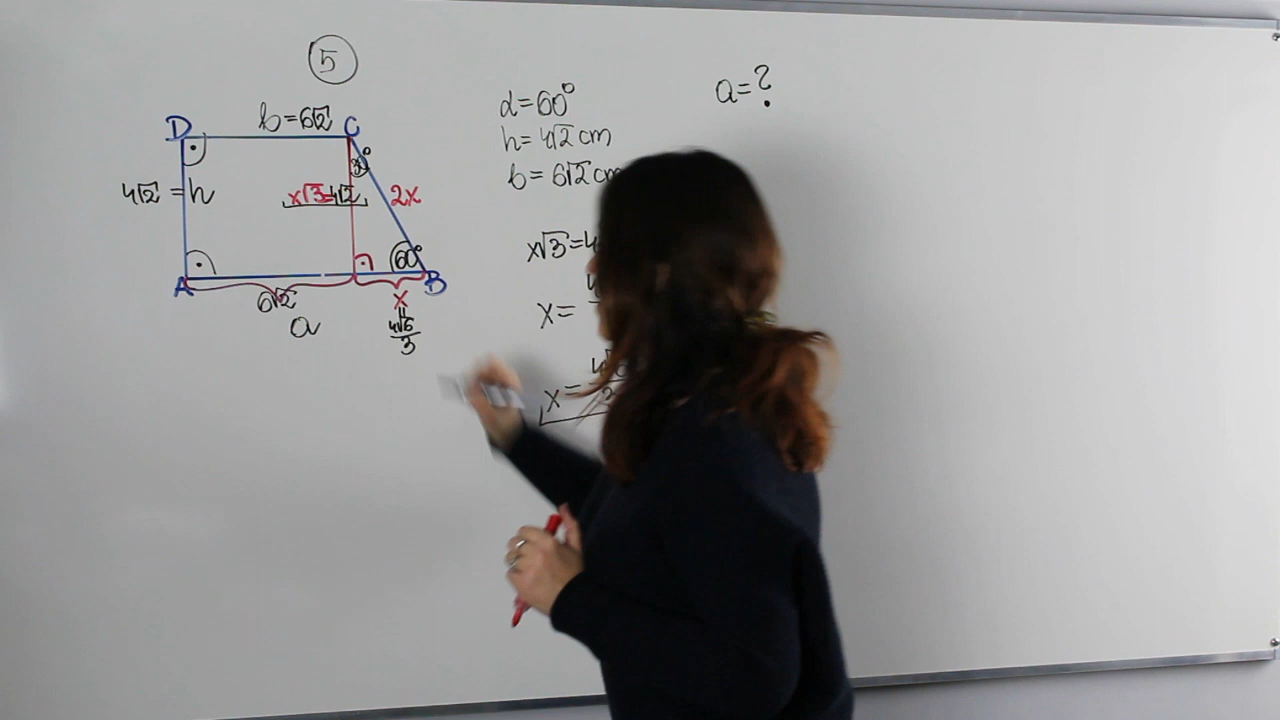 5
D b=6√2 C
30°
4√2 = h
x√3=4√2
2x
60°
A B
6√2 x
a
=
4√6
3
α=60°
h=4√2 cm
b=6√2 cm
x√3=4
x=
x=
a=?